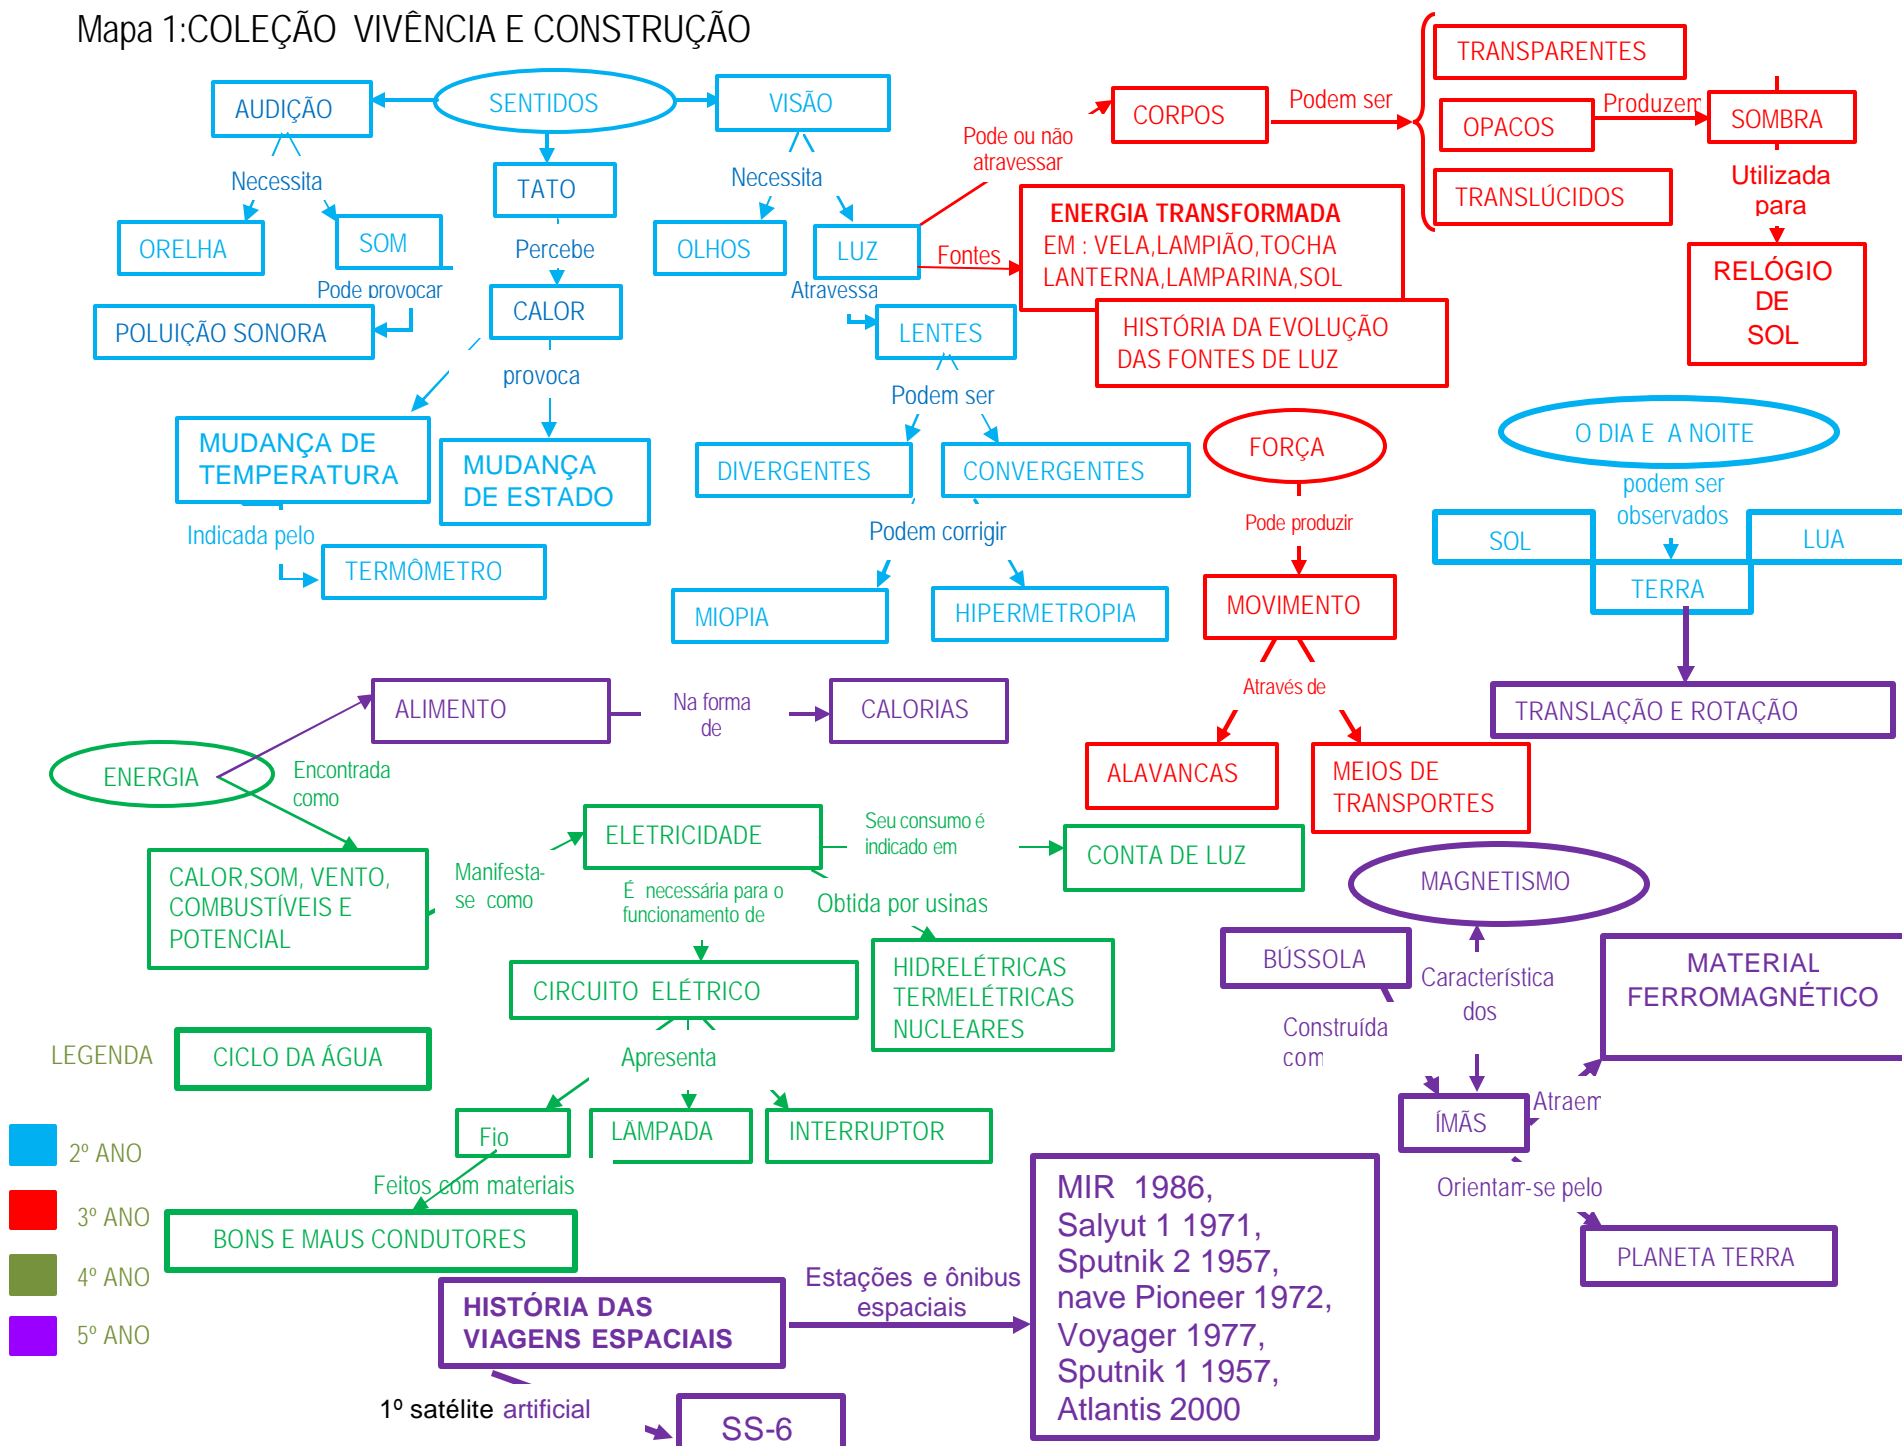 Mapa 1:COLEÇÃO VIVÊNCIA E CONSTRUÇÃO
AUDIÇÃO
SENTIDOS
VISÃO
Necessita
ORELHA
SOM
Pode provocar
POLUIÇÃO SONORA
TATO
Percebe
CALOR
provoca
MUDANÇA DE
TEMPERATURA
MUDANÇA
DE ESTADO
Indicada pelo
TERMÔMETRO
Necessita
OLHOS
LUZ
Atravessa
LENTES
Podem ser
DIVERGENTES
CONVERGENTES
Podem corrigir
MIOPIA
HIPERMETROPIA
Pode ou não
atravessar
CORPOS
Podem ser
TRANSPARENTES
OPACOS
TRANSLÚCIDOS
Produzem
SOMBRA
Utilizada
para
RELÓGIO
DE
SOL
Fontes
ENERGIA TRANSFORMADA
EM : VELA,LAMPIÃO,TOCHA
LANTERNA,LAMPARINA,SOL
HISTÓRIA DA EVOLUÇÃO
DAS FONTES DE LUZ
FORÇA
Pode produzir
MOVIMENTO
Através de
ALAVANCAS
MEIOS DE
TRANSPORTES
O DIA E A NOITE
podem ser
observados
SOL
LUA
TERRA
TRANSLAÇÃO E ROTAÇÃO
ENERGIA
ALIMENTO
Na forma
de
CALORIAS
Encontrada
como
CALOR,SOM, VENTO,
COMBUSTÍVEIS E
POTENCIAL
Manifesta-
se como
ELETRICIDADE
Seu consumo é
indicado em
CONTA DE LUZ
É necessária para o
funcionamento de
Obtida por usinas
HIDRELÉTRICAS
TERMELÉTRICAS
NUCLEARES
CIRCUITO ELÉTRICO
Apresenta
Fio
LÂMPADA
INTERRUPTOR
Feitos com materiais
BONS E MAUS CONDUTORES
MAGNETISMO
BÚSSOLA
Característica
dos
MATERIAL
FERROMAGNÉTICO
Construída
com
ÍMÃS
Atraem
Orientam-se pelo
PLANETA TERRA
LEGENDA
CICLO DA ÁGUA
2º ANO
3º ANO
4º ANO
5º ANO
HISTÓRIA DAS
VIAGENS ESPACIAIS
Estações e ônibus
espaciais
MIR 1986,
Salyut 1 1971,
Sputnik 2 1957,
nave Pioneer 1972,
Voyager 1977,
Sputnik 1 1957,
Atlantis 2000
1º satélite artificial
SS-6